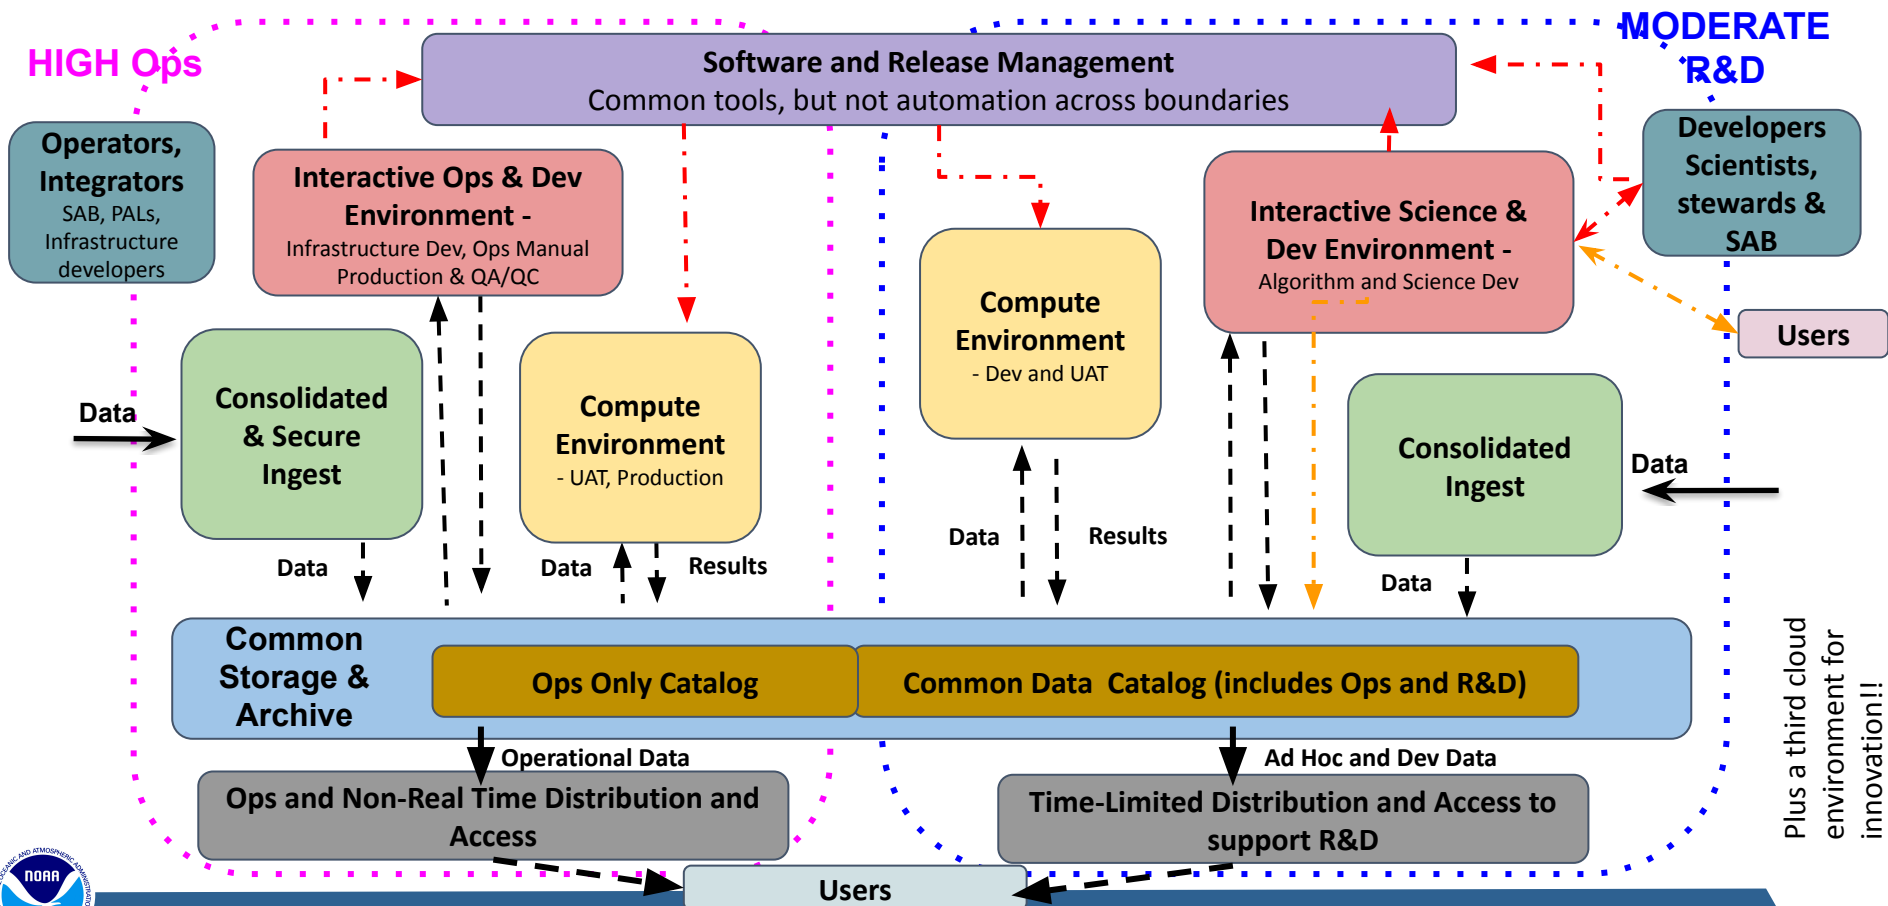 HIGH Ops
MODERATE
R&D
Software and Release Management
Common tools, but not automation across boundaries
Operators,
Integrators
SAB, PALs,
Infrastructure
developers
Interactive Ops & Dev
Environment -
Infrastructure Dev, Ops Manual
Production & QA/QC
Interactive Science &
Dev Environment -
Algorithm and Science Dev
Developers
Scientists,
stewards &
SAB
Users
Compute
Environment
- Dev and UAT
Data
Consolidated
& Secure
Ingest
Compute
Environment
- UAT, Production
Consolidated
Ingest
Data
Data
Data
Results
Data
Results
Data
Common
Storage &
Archive
Ops Only Catalog
Common Data  Catalog (includes Ops and R&D)
Operational Data
Ad Hoc and Dev Data
Ops and Non-Real Time Distribution and
Access
Time-Limited Distribution and Access to
support R&D
Users
Plus a third cloud
environment for
innovation!!
NOAA